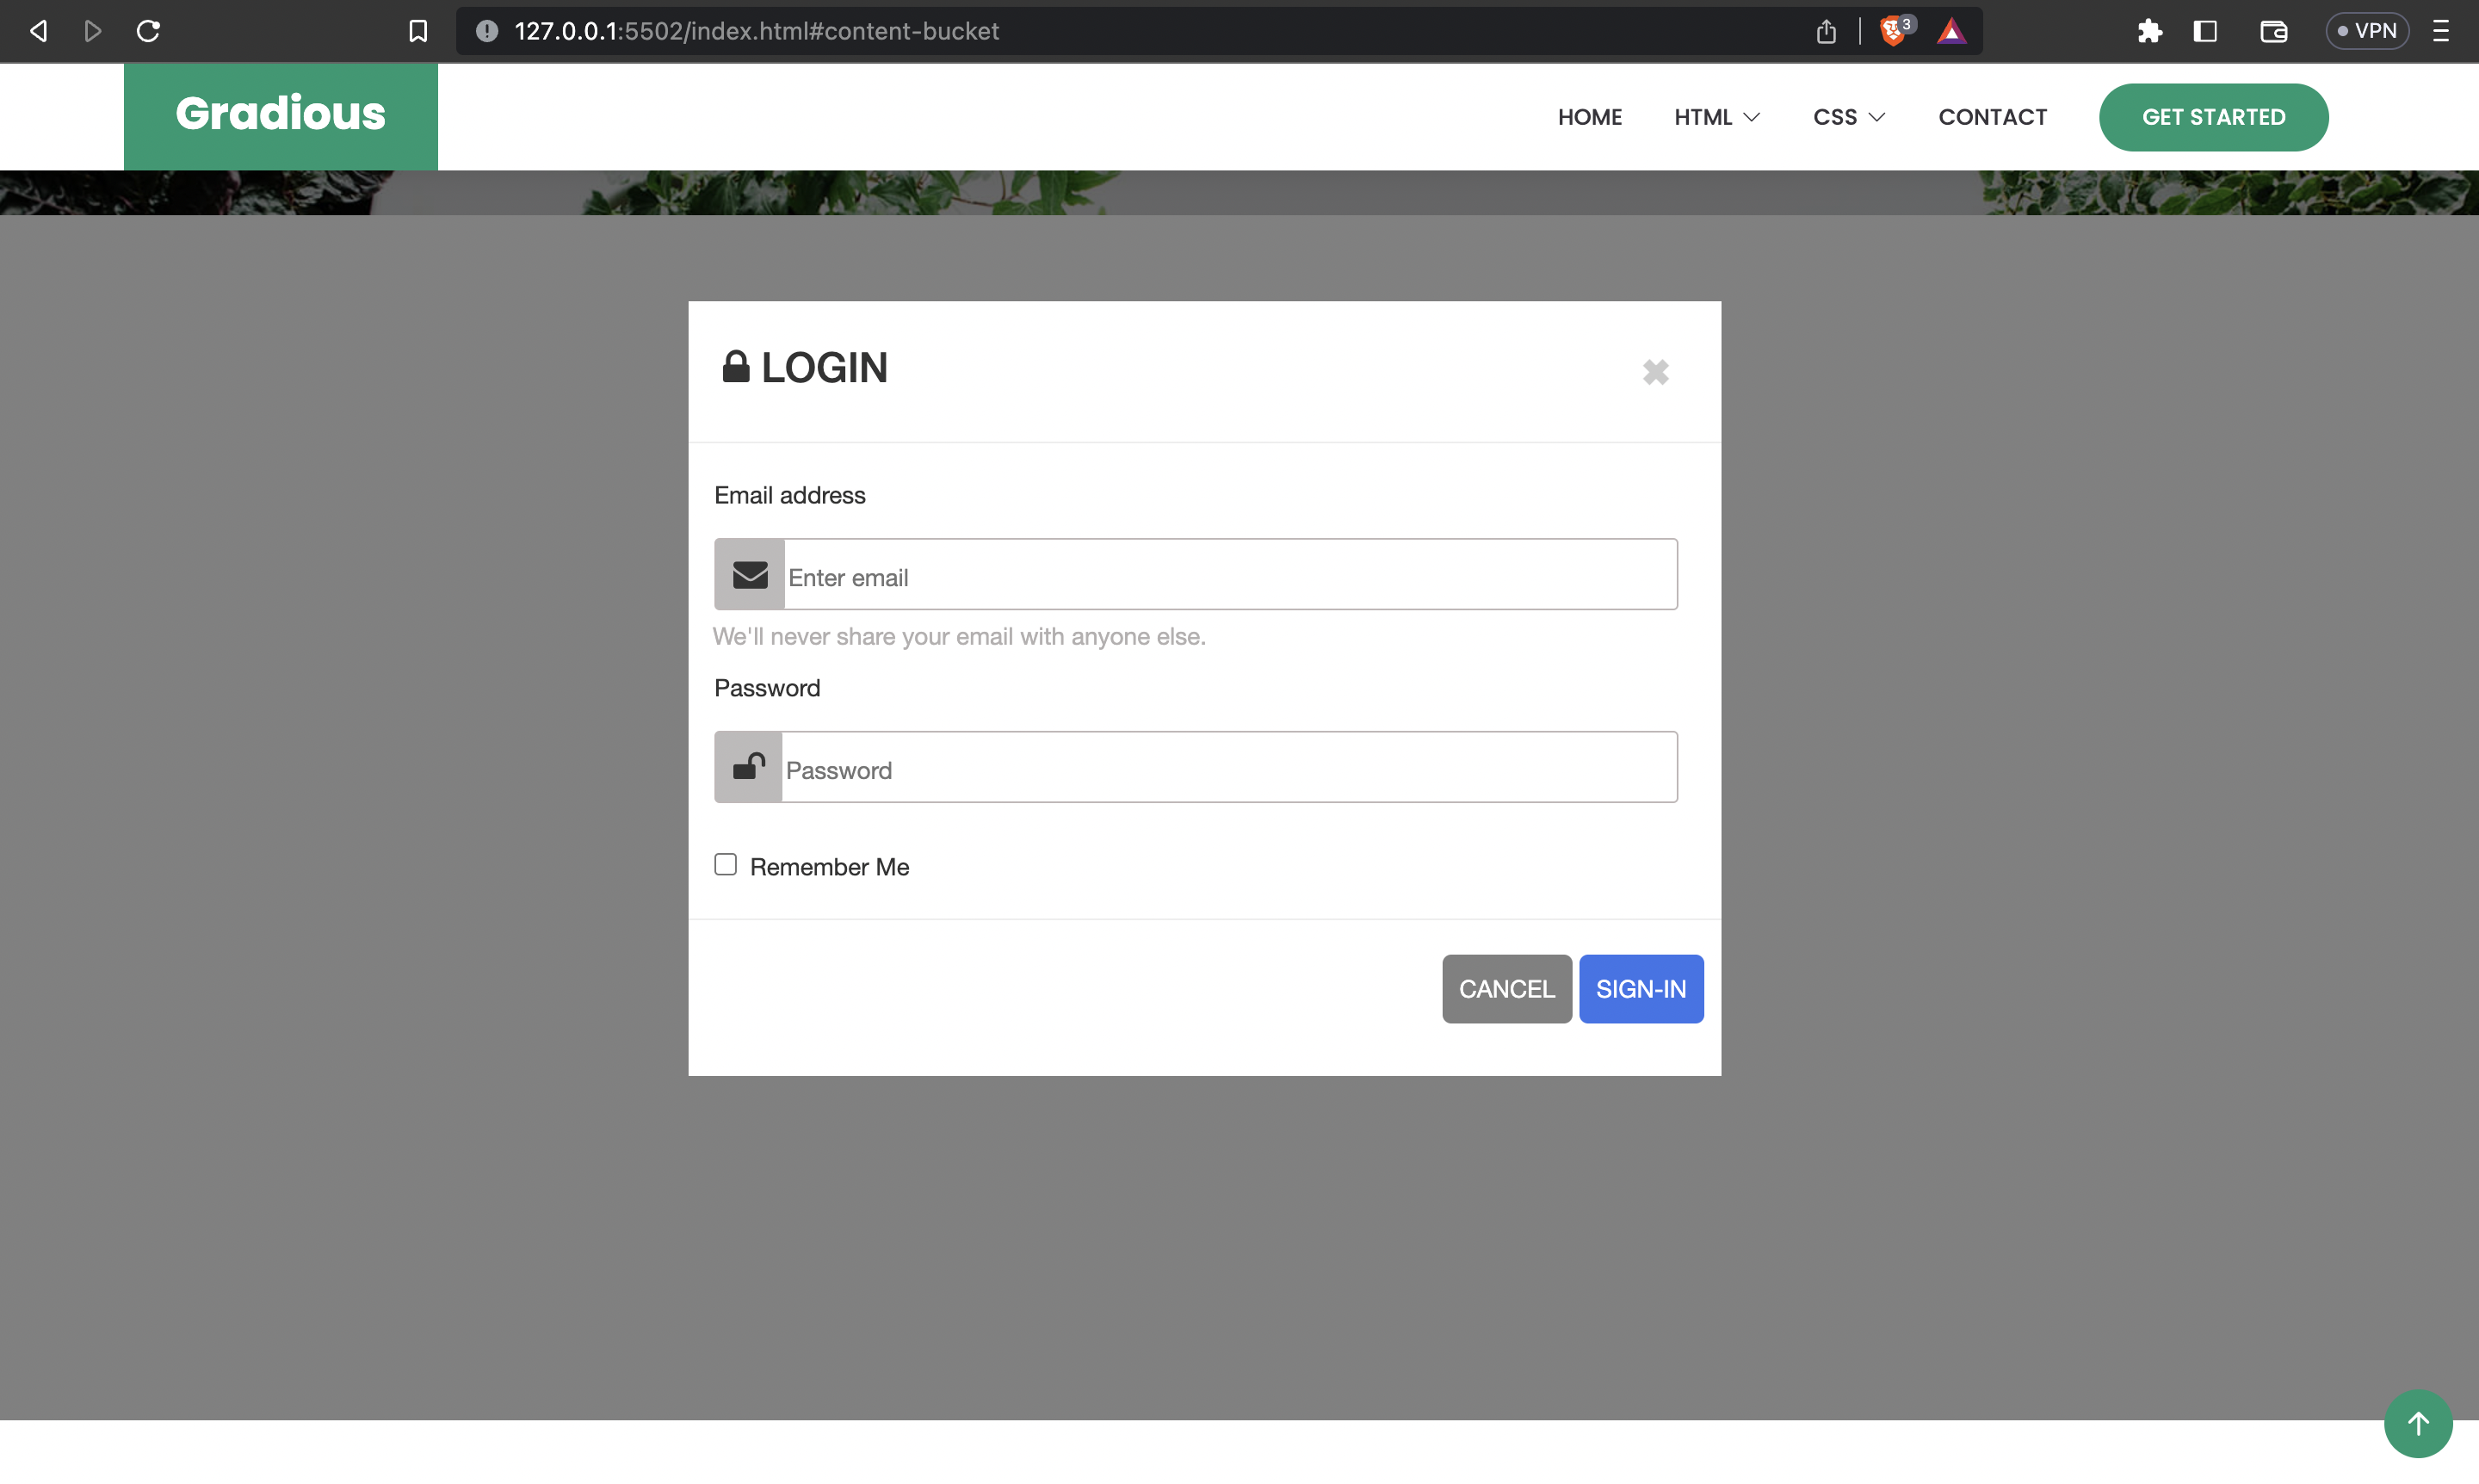 127.0.0.1:5502/index.html#content-bucket
3
VPN
Gradious
HOME
HTML
CSS
CONTACT
GET STARTED
LOGIN
Email address
Enter email
We'll never share your email with anyone else.
Password
Password
Remember Me
CANCEL
SIGN-IN